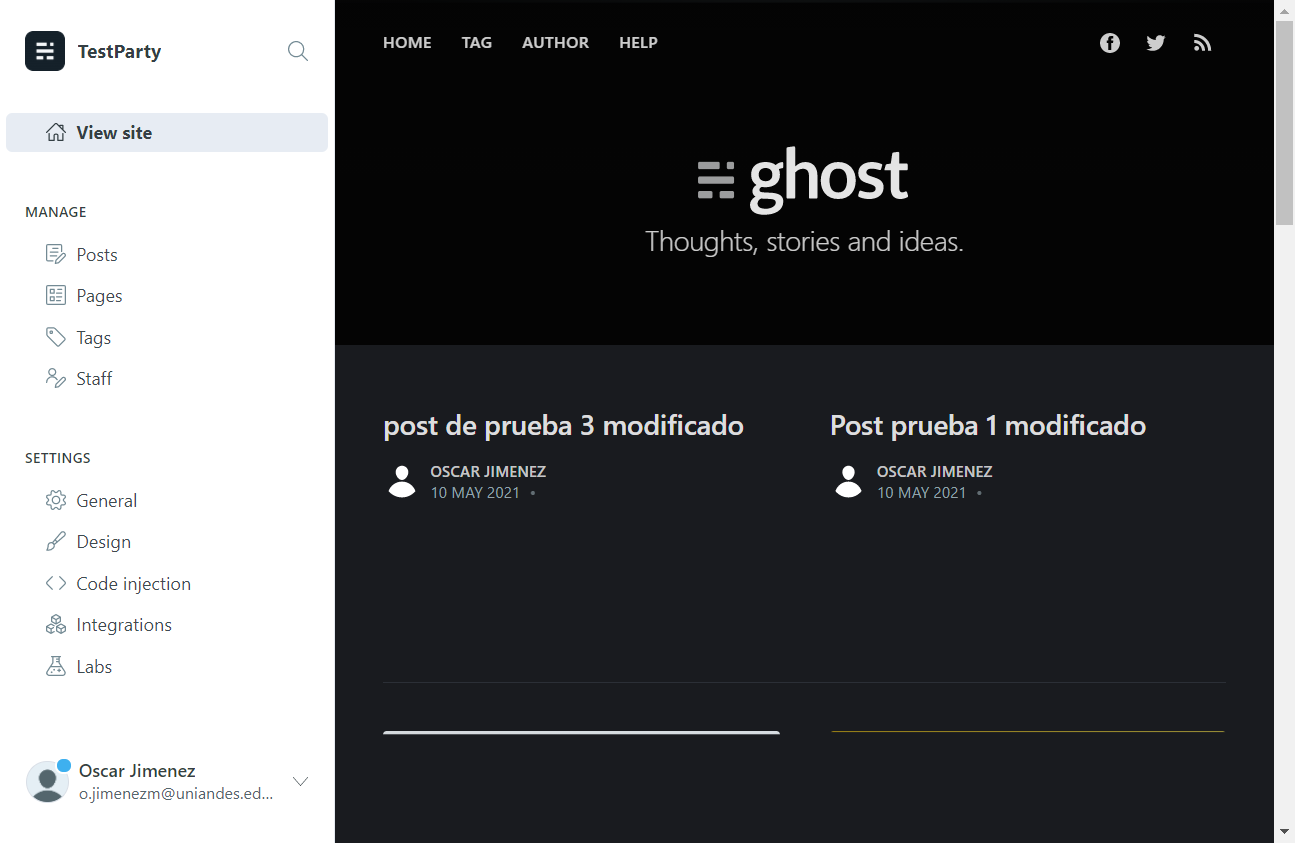 TestParty
View site
MANAGE
Posts
Pages
Tags
Staff
SETTINGS
General
Design
Code injection
Integrations
Labs
Oscar Jimenez
o.jimenezm@uniandes.ed...
HOME TAG AUTHOR HELP
ghost
Thoughts, stories and ideas.
post de prueba 3 modificado
OSCAR JIMENEZ
10 MAY 2021 •
Post prueba 1 modificado
OSCAR JIMENEZ
10 MAY 2021 •